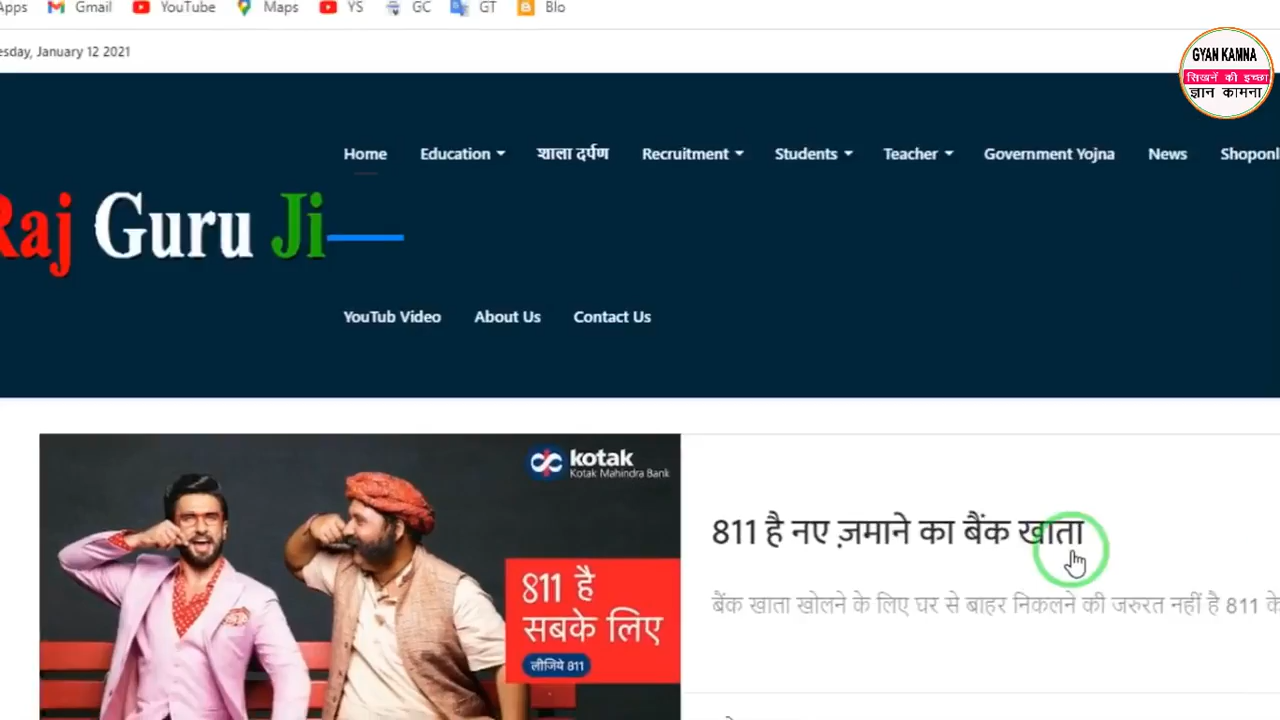 Apps Gmail YouTube Maps YS GC GT Blo
esday, January 12 2021
GYAN KAMNA
सिखनें की इच्छा
ज्ञान कामना
Home Education शाला दर्पण Recruitment Students Teacher Government Yojna News Shoponl
Raj Guru Ji
YouTub Video About Us Contact Us
kotak
Kotak Mahindra Bank
811 है नए ज़माने का बैंक खाता
811 है
सबके लिए
लीजिये 811
बैंक खाता खोलने के लिए घर से बाहर निकलने की जरुरत नहीं है 811 के